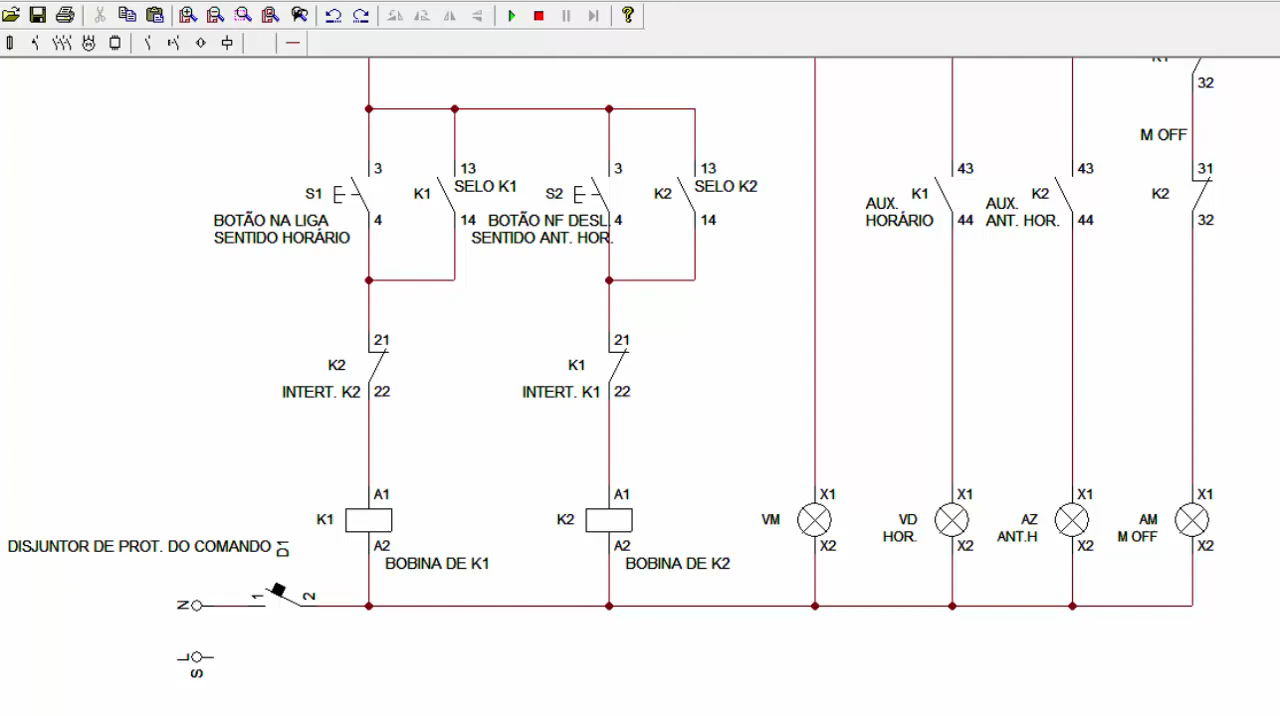 32
M OFF
3
13
3
13
43
43
31
S1
K1
SELO K1
S2
K2
SELO K2
K1
K2
K2
AUX.
HORÁRIO
AUX.
ANT. HOR.
BOTÃO NA LIGA
SENTIDO HORÁRIO
4
14
BOTÃO NF DESL.
SENTIDO ANT. HOR.
4
14
44
44
32
21
21
K2
K1
INTERT. K2
22
INTERT. K1
22
A1
A1
X1
X1
X1
X1
K1
K2
VM
VD
HOR.
AZ
ANT.H
AM
M OFF
A2
A2
X2
X2
X2
X2
DISJUNTOR DE PROT. DO COMANDO
D1
BOBINA DE K1
BOBINA DE K2
N
1
2
L
S